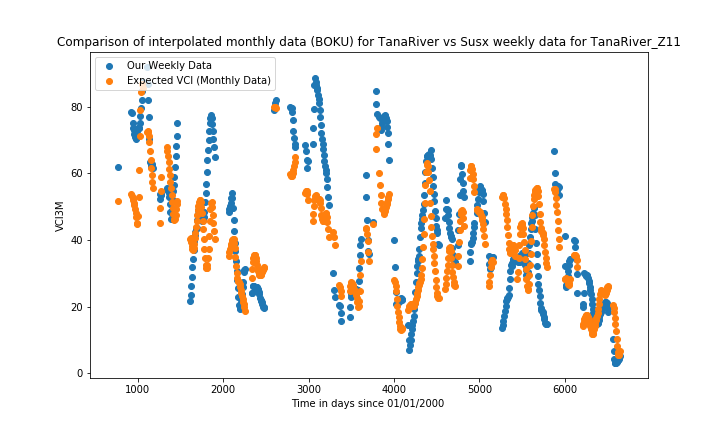 Comparison of interpolated monthly data (BOKU) for TanaRiver vs Susx weekly data for TanaRiver_Z11
Our Weekly Data
Expected VCI (Monthly Data)
80
60
40
20
0
VCI3M
1000 2000 3000 4000 5000 6000
Time in days since 01/01/2000